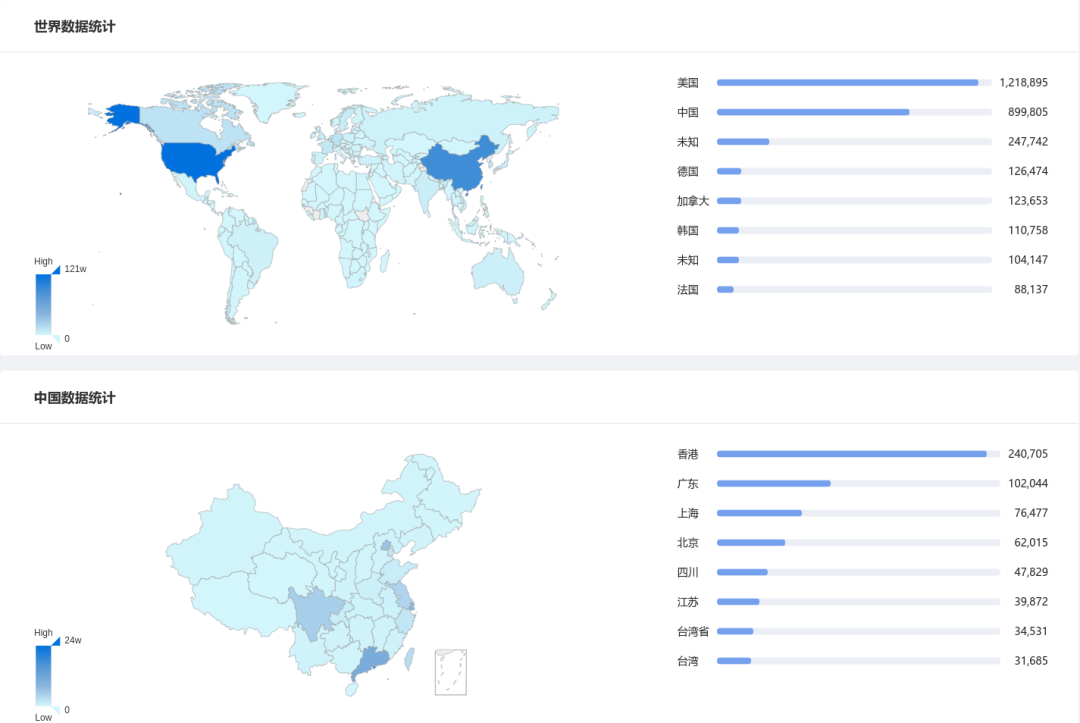 世界数据统计
美国 1,218,895
中国 899,805
未知 247,742
德国 126,474
加拿大 123,653
韩国 110,758
未知 104,147
法国 88,137
High
121w
0
Low
中国数据统计
香港 240,705
广东 102,044
上海 76,477
北京 62,015
四川 47,829
江苏 39,872
台湾省 34,531
台湾 31,685
High
24w
0
Low